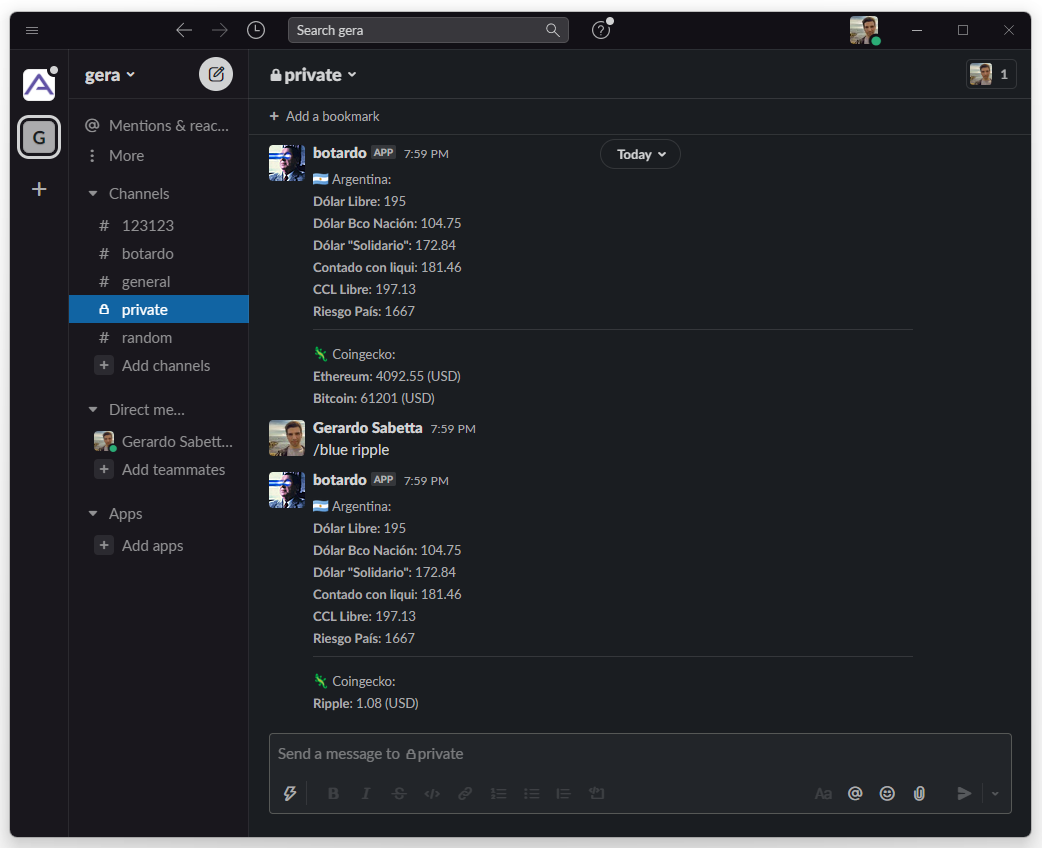 Search gera
gera
G
Mentions & reac...
More
Channels
# 123123
# botardo
# general
private
# random
+ Add channels
Direct me...
Gerardo Sabett...
+ Add teammates
Apps
+ Add apps
private
1
+ Add a bookmark
Today
botardo APP 7:59 PM
Argentina:
Dólar Libre: 195
Dólar Bco Nación: 104.75
Dólar "Solidario": 172.84
Contado con liqui: 181.46
CCL Libre: 197.13
Riesgo País: 1667
Coingecko:
Ethereum: 4092.55 (USD)
Bitcoin: 61201 (USD)
Gerardo Sabetta 7:59 PM
/blue ripple
botardo APP 7:59 PM
Argentina:
Dólar Libre: 195
Dólar Bco Nación: 104.75
Dólar "Solidario": 172.84
Contado con liqui: 181.46
CCL Libre: 197.13
Riesgo País: 1667
Coingecko:
Ripple: 1.08 (USD)
Send a message to private
B I S Aa @